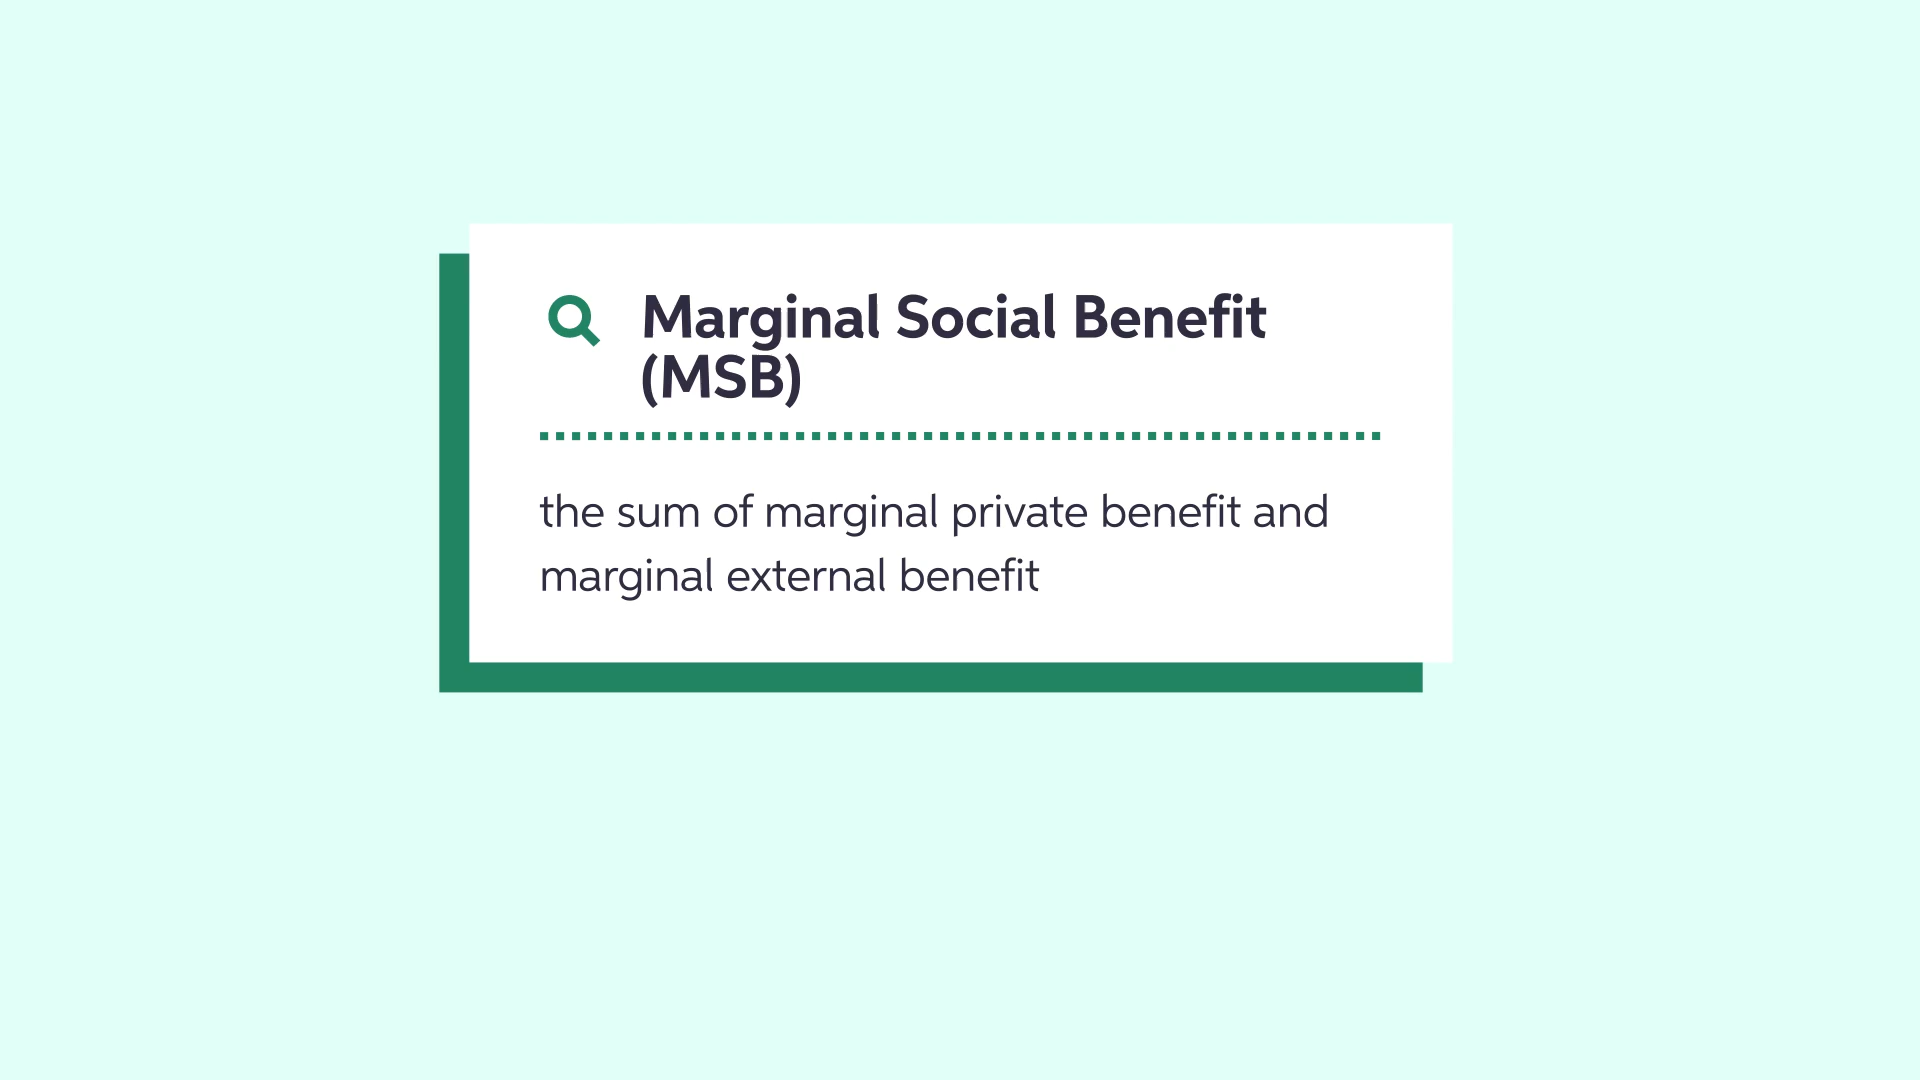 Marginal Social Benefit
(MSB)
the sum of marginal private benefit and
marginal external benefit